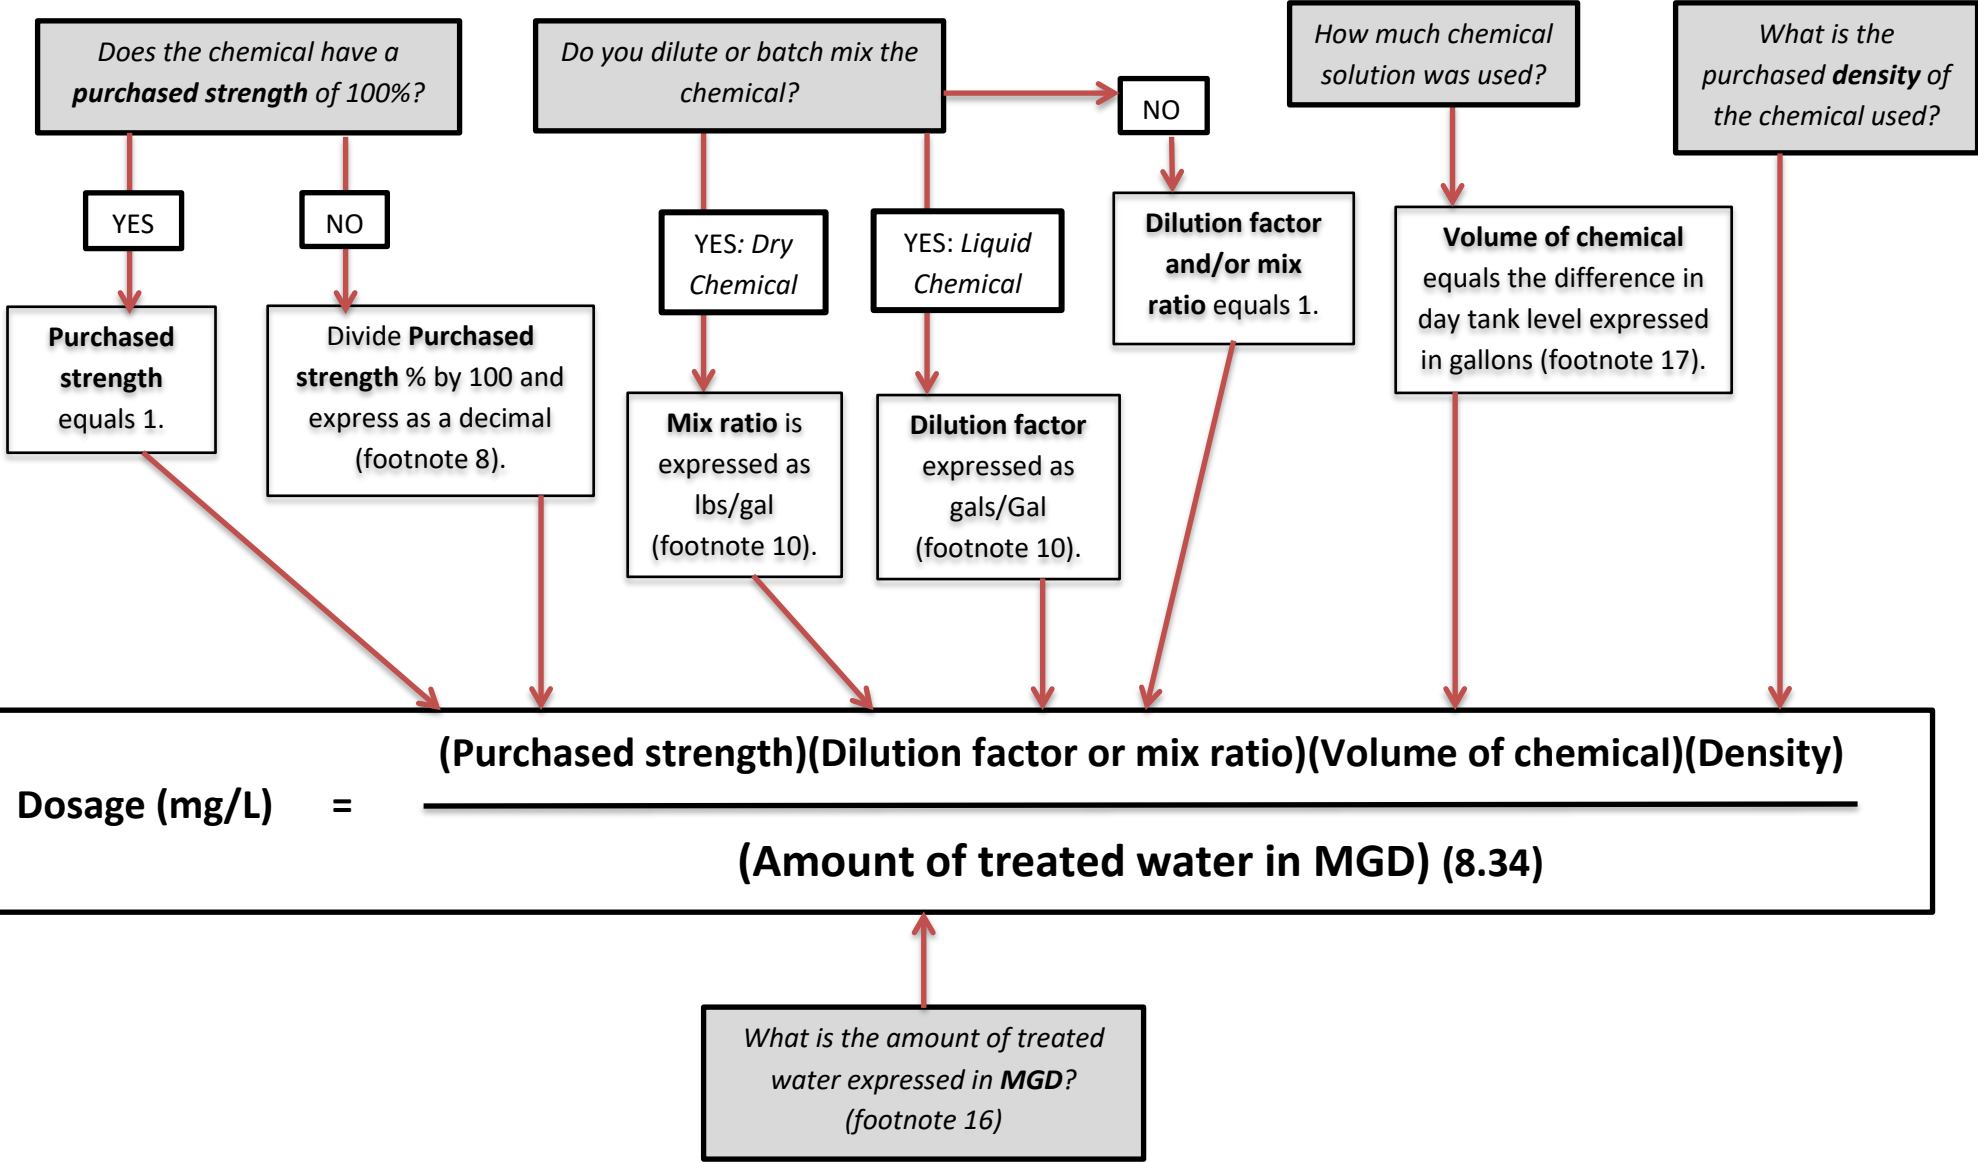 Does the chemical have a
purchased strength of 100%?
YES
NO
Purchased
strength
equals 1.
Divide Purchased
strength % by 100 and
express as a decimal
(footnote 8).
Do you dilute or batch mix the
chemical?
YES: Dry
Chemical
YES: Liquid
Chemical
NO
Mix ratio is
expressed as
lbs/gal
(footnote 10).
Dilution factor
expressed as
gals/Gal
(footnote 10).
Dilution factor
and/or mix
ratio equals 1.
How much chemical
solution was used?
Volume of chemical
equals the difference in
day tank level expressed
in gallons (footnote 17).
What is the
purchased density of
the chemical used?
Dosage (mg/L) =
(Purchased strength)(Dilution factor or mix ratio)(Volume of chemical)(Density)
(Amount of treated water in MGD) (8.34)
What is the amount of treated
water expressed in MGD?
(footnote 16)